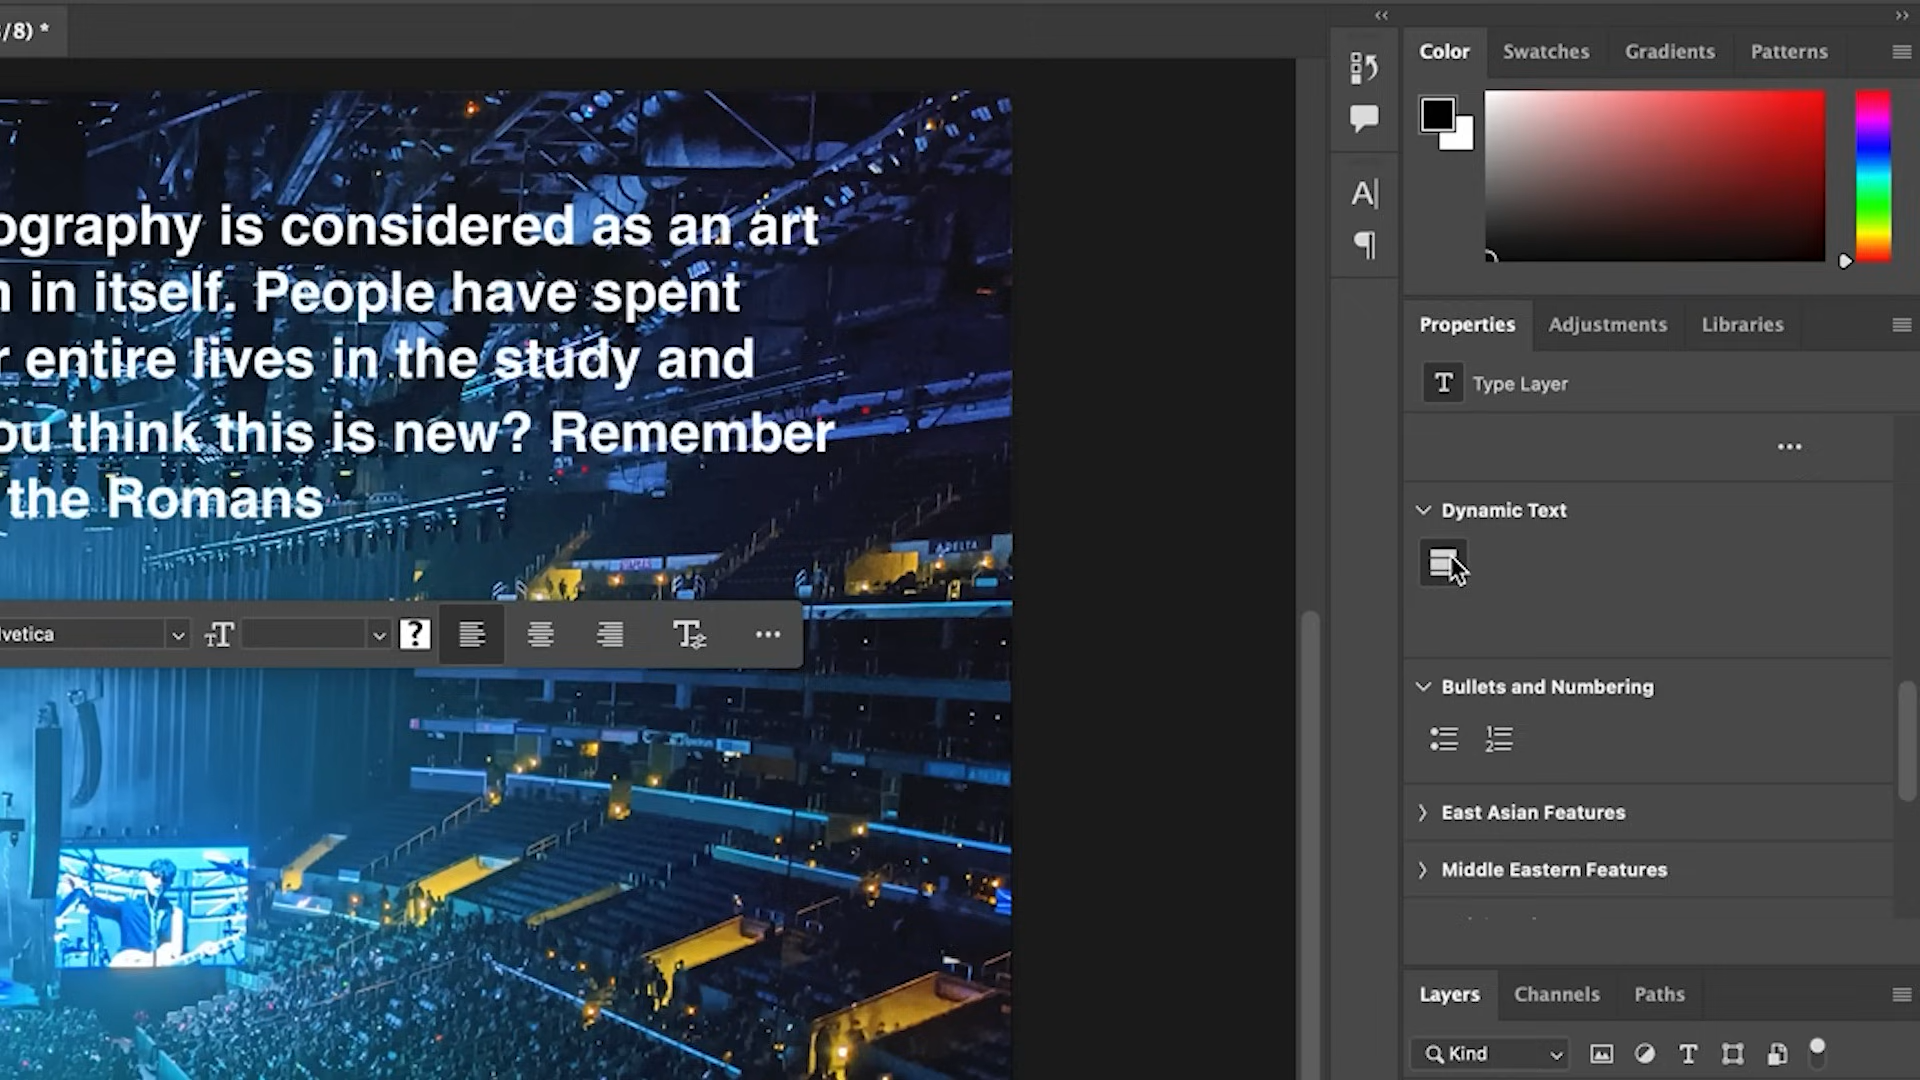 /8) *
Color Swatches Gradients Patterns
ography is considered as an art
in itself. People have spent
entire lives in the study and
ou think this is new? Remember
the Romans
Properties Adjustments Libraries
T Type Layer
Dynamic Text
DELTA
vetica
Bullets and Numbering
East Asian Features
Middle Eastern Features
Layers Channels Paths
Kind